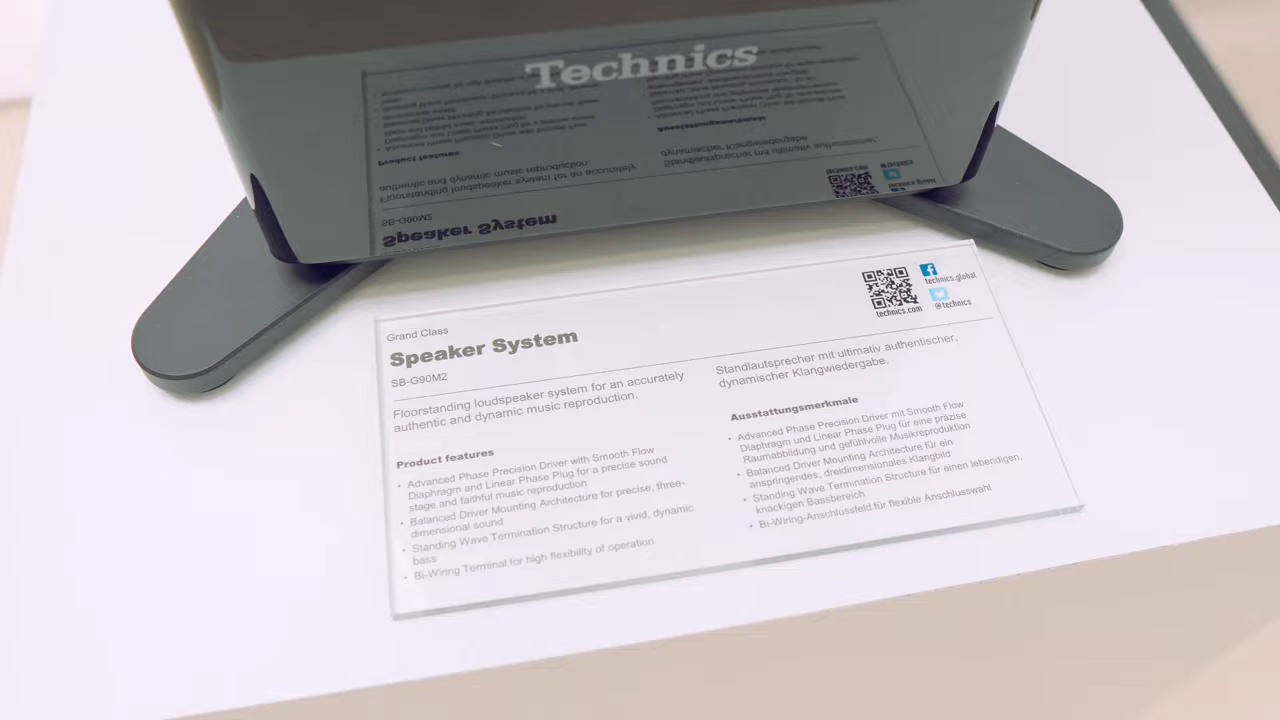 Technics
technics.com
technics.global
@technics
Grand Class
Speaker System
SB-G90M2
Floorstanding loudspeaker system for an accurately
authentic and dynamic music reproduction.
Product features
• Advanced Phase Precision Driver with Smooth Flow
Diaphragm and Linear Phase Plug for a precise sound
stage and faithful music reproduction
• Balanced Driver Mounting Architecture for precise, three-
dimensional sound
• Standing Wave Termination Structure for a vivid, dynamic
bass
• Bi-Wiring Terminal for high flexibility of operation
Standlautsprecher mit ultimativ authentischer,
dynamischer Klangwiedergabe.
Ausstattungsmerkmale
• Advanced Phase Precision Driver mit Smooth Flow
Diaphragm und Linear Phase Plug für eine präzise
Raumabbildung und gefühlvolle Musikreproduktion
• Balanced Driver Mounting Architecture für ein
anspringendes, dreidimensionales Klangbild
• Standing Wave Termination Structure für einen lebendigen,
knackigen Bassbereich
• Bi-Wiring-Anschlussfeld für flexible Anschlusswahl